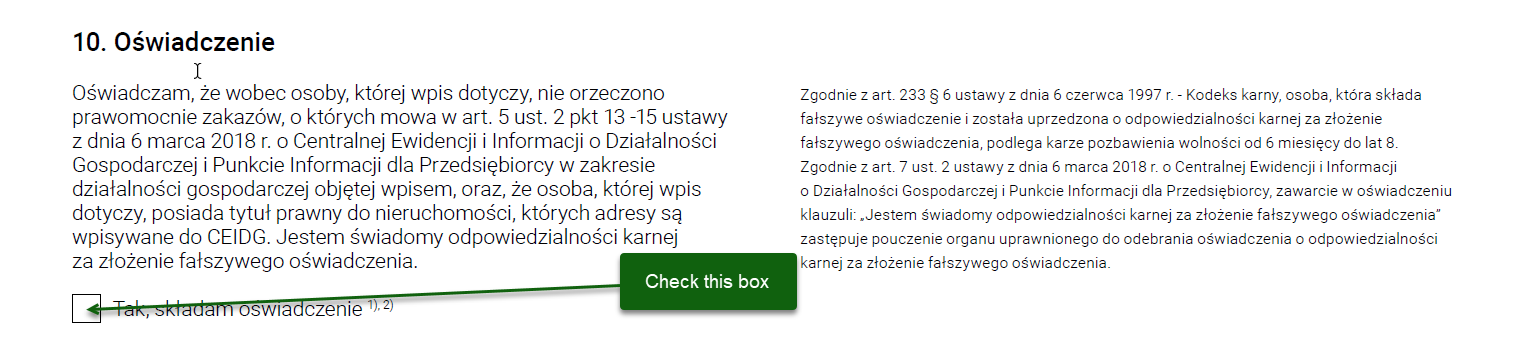 10. Oświadczenie
Oświadczam, że wobec osoby, której wpis dotyczy, nie orzeczono
prawomocnie zakazów, o których mowa w art. 5 ust. 2 pkt 13 -15 ustawy
z dnia 6 marca 2018 r. o Centralnej Ewidencji i Informacji o Działalności
Gospodarczej i Punkcie Informacji dla Przedsiębiorcy w zakresie
działalności gospodarczej objętej wpisem, oraz, że osoba, której wpis
dotyczy, posiada tytuł prawny do nieruchomości, których adresy są
wpisywane do CEIDG. Jestem świadomy odpowiedzialności karnej
za złożenie fałszywego oświadczenia.
Tak, składam oświadczenie 1), 2)
Check this box
Zgodnie z art. 233 § 6 ustawy z dnia 6 czerwca 1997 r. - Kodeks karny, osoba, która składa
fałszywe oświadczenie i została uprzedzona o odpowiedzialności karnej za złożenie
fałszywego oświadczenia, podlega karze pozbawienia wolności od 6 miesięcy do lat 8.
Zgodnie z art. 7 ust. 2 ustawy z dnia 6 marca 2018 r. o Centralnej Ewidencji i Informacji
o Działalności Gospodarczej i Punkcie Informacji dla Przedsiębiorcy, zawarcie w oświadczeniu
klauzuli: „Jestem świadomy odpowiedzialności karnej za złożenie fałszywego oświadczenia”
zastępuje pouczenie organu uprawnionego do odebrania oświadczenia o odpowiedzialności
karnej za złożenie fałszywego oświadczenia.